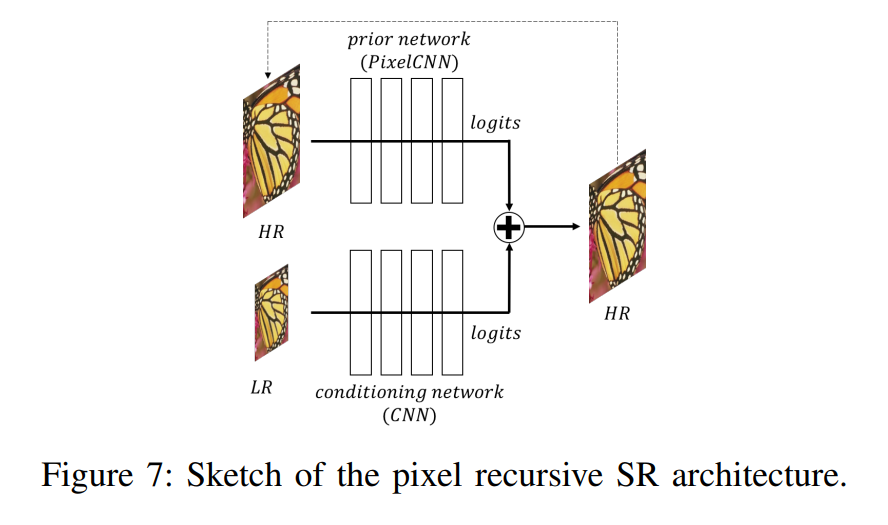 prior network
(PixelCNN)
logits
HR
logits
HR
LR
conditioning network
(CNN)
Figure 7: Sketch of the pixel recursive SR architecture.